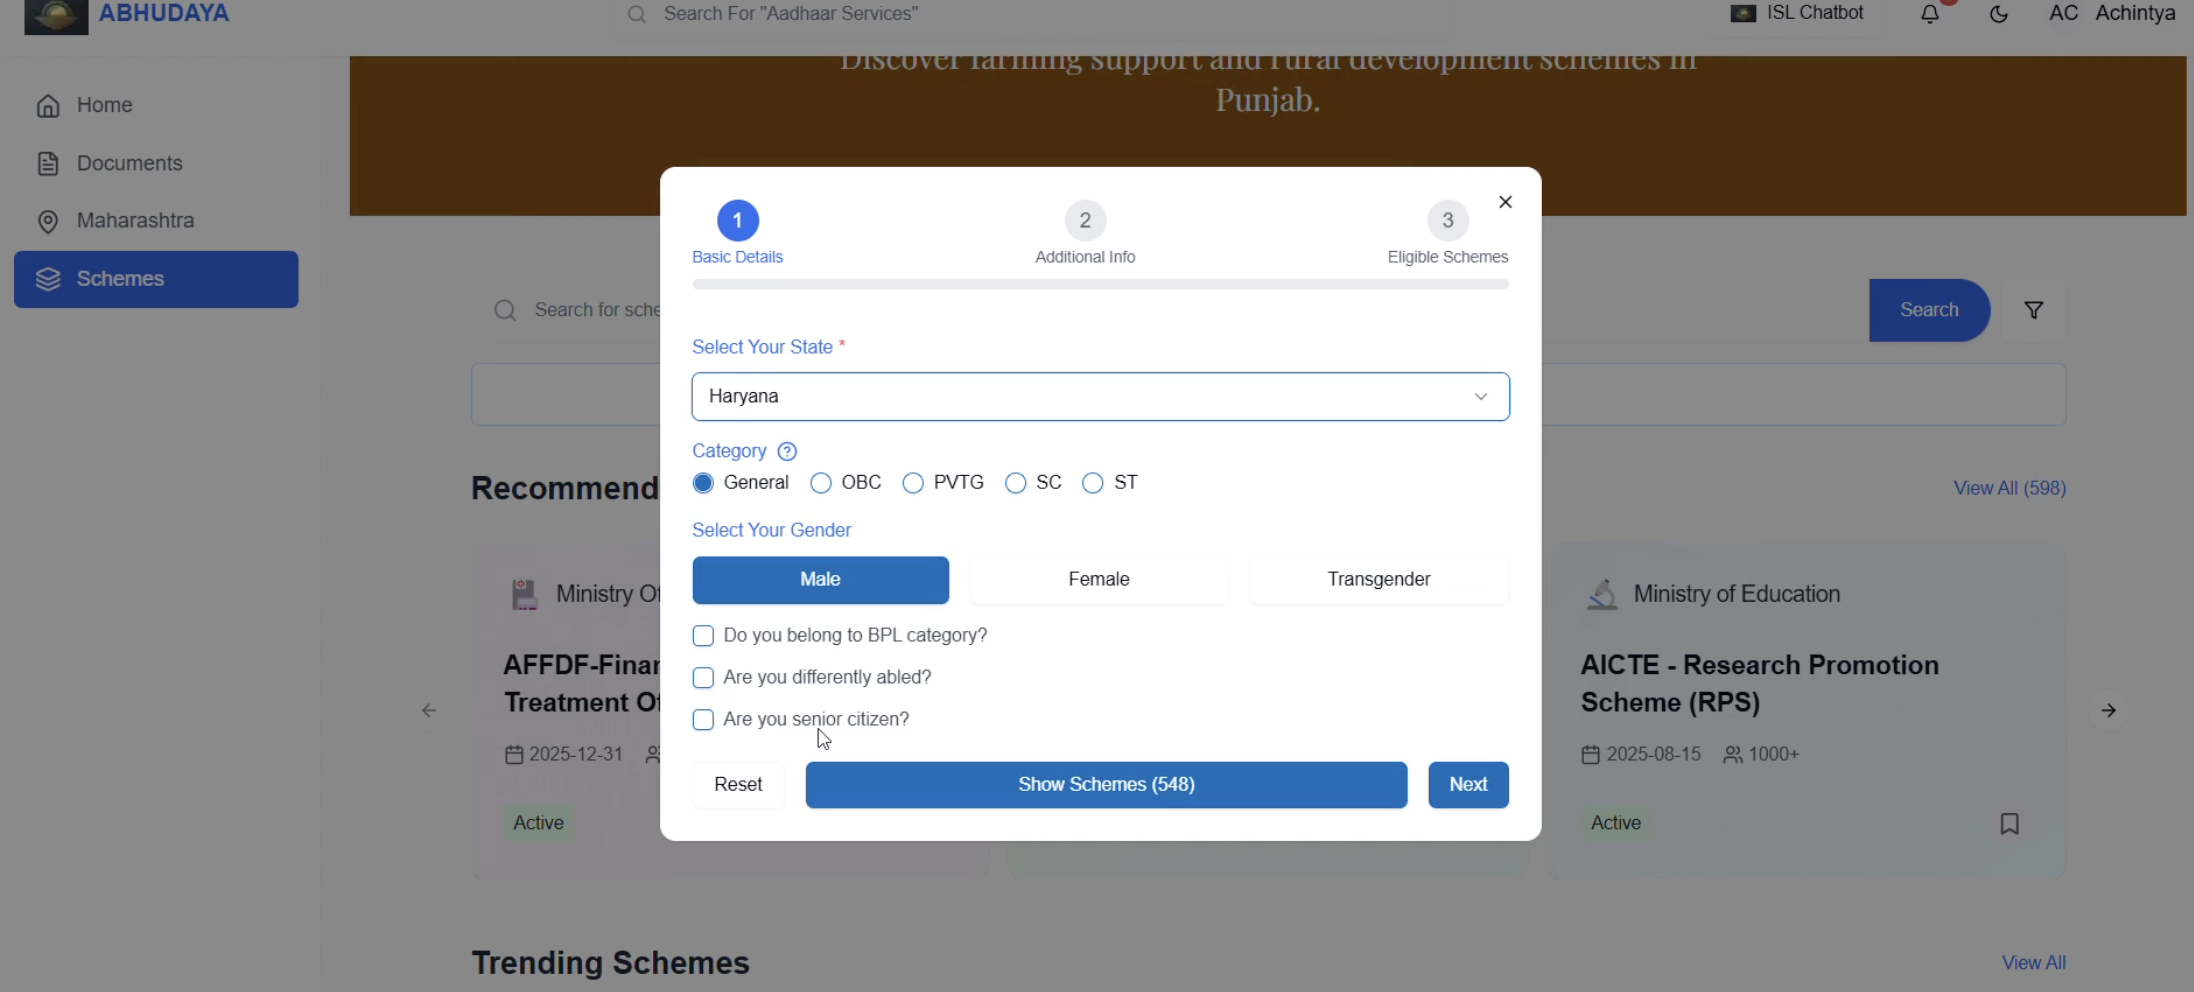 ABHUDAYA
Search For "Aadhaar Services"
ISL Chatbot
AC Achintya
Home
Documents
Maharashtra
Schemes
Discover farming support and rural development schemes in
Punjab.
1
Basic Details
2
Additional Info
3
Eligible Schemes
Search for sche
Search
Select Your State *
Haryana
Category ?
General
OBC
PVTG
SC
ST
Select Your Gender
Male
Female
Transgender
Do you belong to BPL category?
Are you differently abled?
Are you senior citizen?
Reset
Show Schemes (548)
Next
Recommend
View All (598)
Ministry Of
AFFDF-Finan
Treatment Of
2025-12-31
Active
Ministry of Education
AICTE - Research Promotion
Scheme (RPS)
2025-08-15
1000+
Active
Trending Schemes
View All